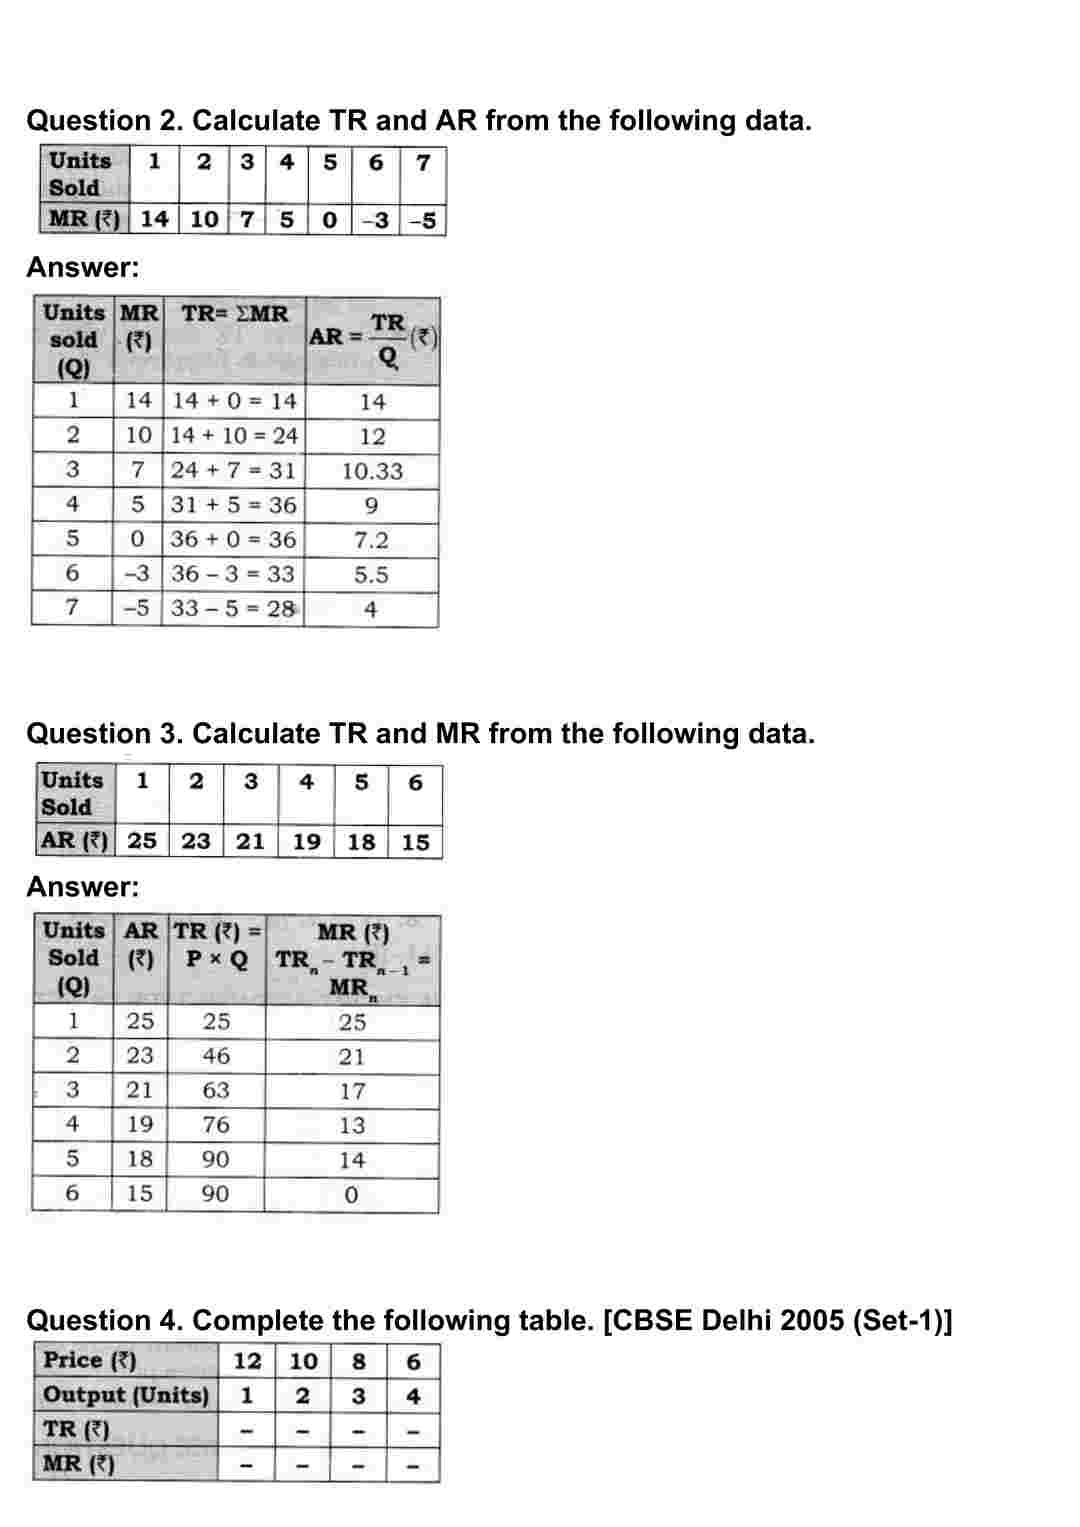 Question 2. Calculate TR and AR from the following data.
Units Sold 1 2 3 4 5 6 7
MR (₹) 14 10 7 5 0 –3 –5
Answer:
Units sold (Q) MR (₹) TR= ΣMR AR = TR/Q (₹)
1 14 14 + 0 = 14 14
2 10 14 + 10 = 24 12
3 7 24 + 7 = 31 10.33
4 5 31 + 5 = 36 9
5 0 36 + 0 = 36 7.2
6 –3 36 – 3 = 33 5.5
7 –5 33 – 5 = 28 4
Question 3. Calculate TR and MR from the following data.
Units Sold 1 2 3 4 5 6
AR (₹) 25 23 21 19 18 15
Answer:
Units Sold (Q) AR (₹) TR (₹) = P × Q MR (₹) TRn – TRn – 1 = MRn
1 25 25 25
2 23 46 21
3 21 63 17
4 19 76 13
5 18 90 14
6 15 90 0
Question 4. Complete the following table. [CBSE Delhi 2005 (Set-1)]
Price (₹) 12 10 8 6
Output (Units) 1 2 3 4
TR (₹) – – – –
MR (₹) – – – –